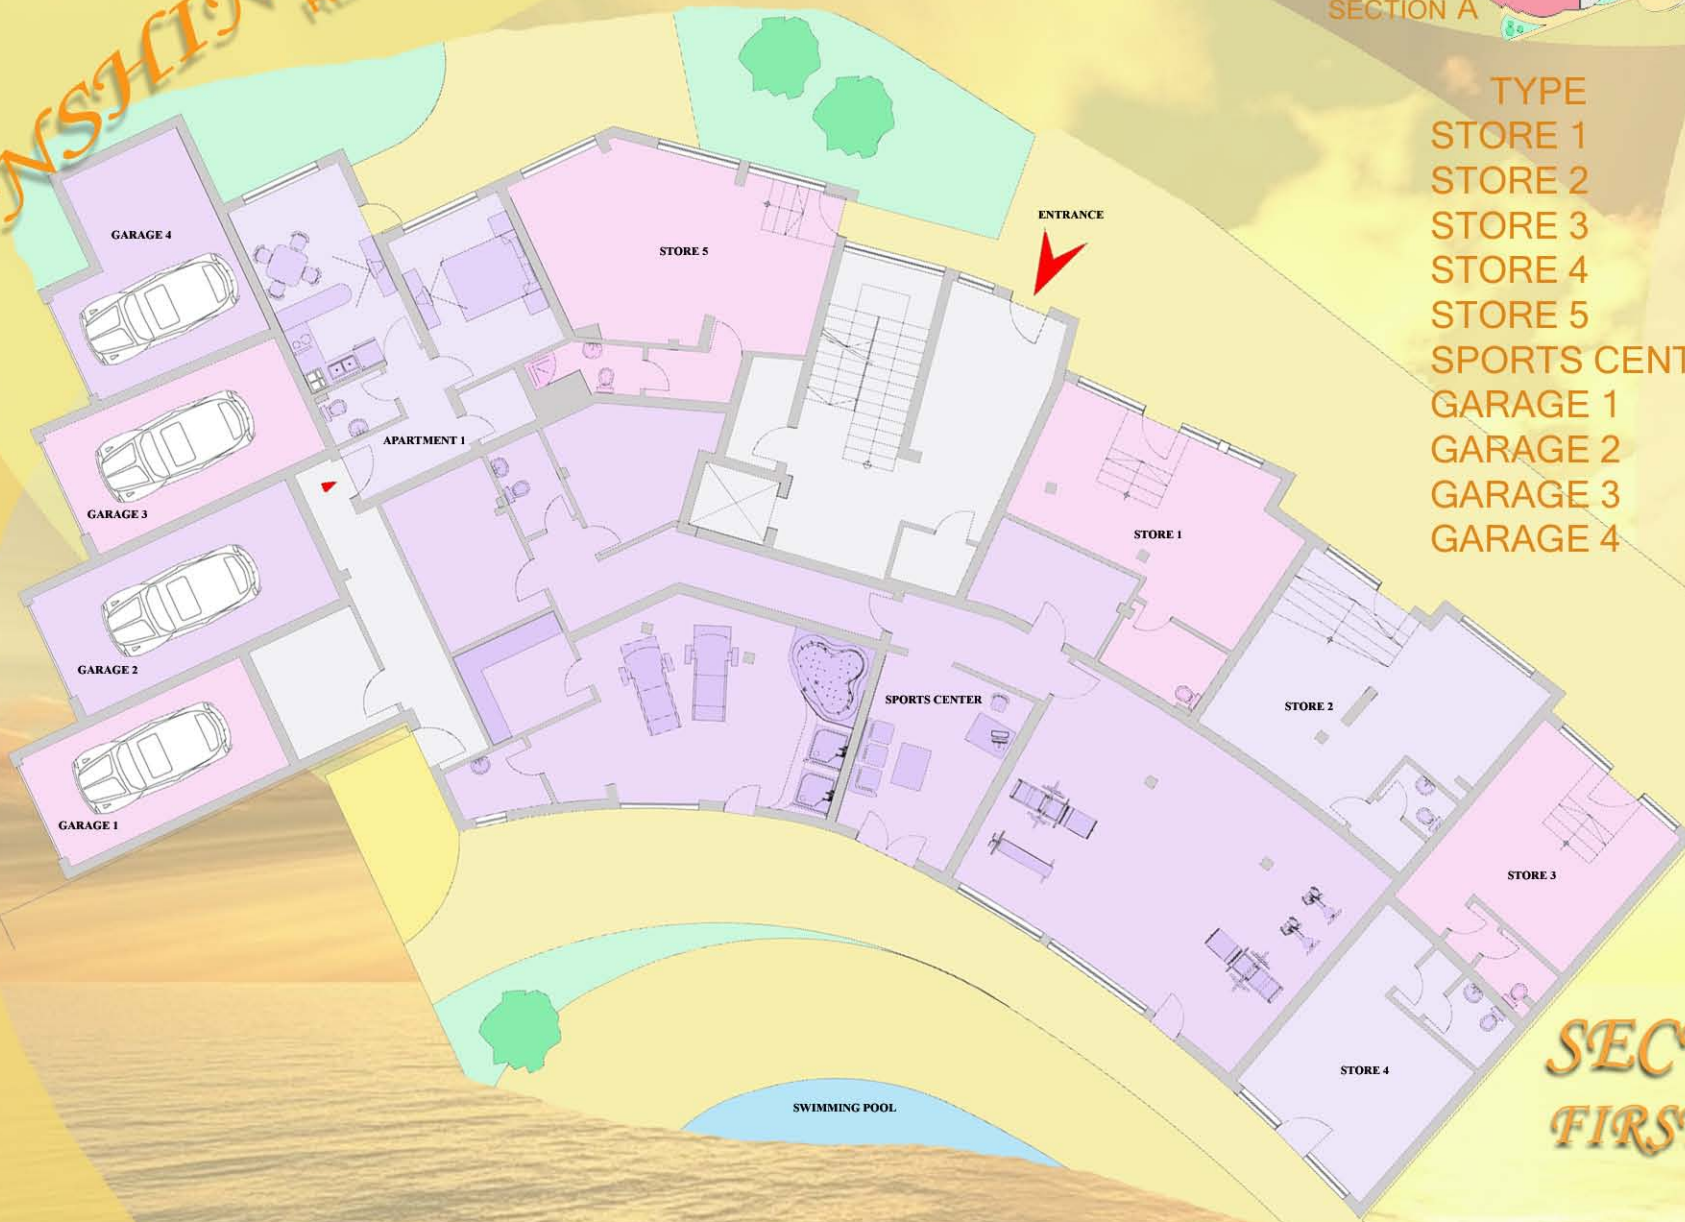 SECTION A
TYPE
STORE 1
STORE 2
STORE 3
STORE 4
STORE 5
GARAGE 1
GARAGE 2
GARAGE 3
GARAGE 4
GARAGE 4
STORE 5
ENTRANCE
APARTMENT 1
GARAGE 3
STORE 1
GARAGE 2
SPORTS CENTER
STORE 2
GARAGE 1
STORE 3
STORE 4
SWIMMING POOL